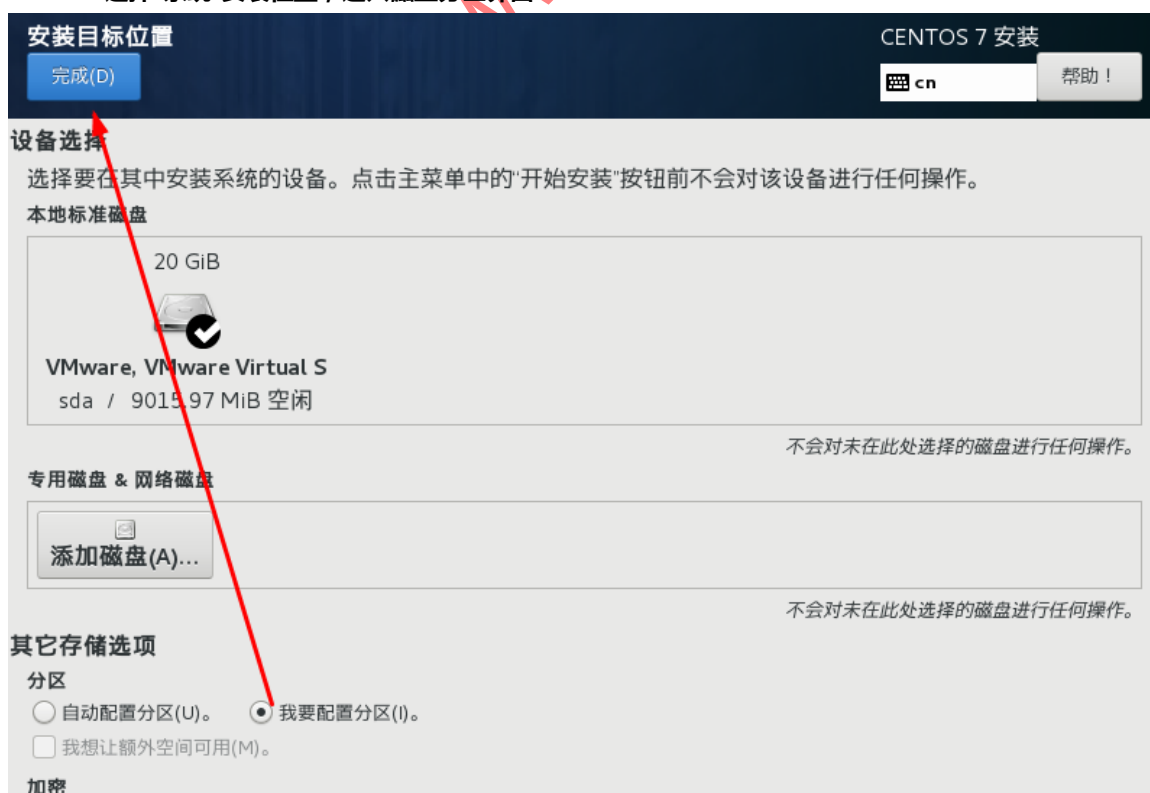 安装目标位置
CENTOS 7 安装
完成(D)
cn
帮助！
设备选择
选择要在其中安装系统的设备。点击主菜单中的“开始安装”按钮前不会对该设备进行任何操作。
本地标准磁盘
20 GiB
VMware, VMware Virtual S
sda / 9015.97 MiB 空闲
不会对未在此处选择的磁盘进行任何操作。
专用磁盘 & 网络磁盘
添加磁盘(A)...
不会对未在此处选择的磁盘进行任何操作。
其它存储选项
分区
自动配置分区(U)。 我要配置分区(I)。
我想让额外空间可用(M)。
加密